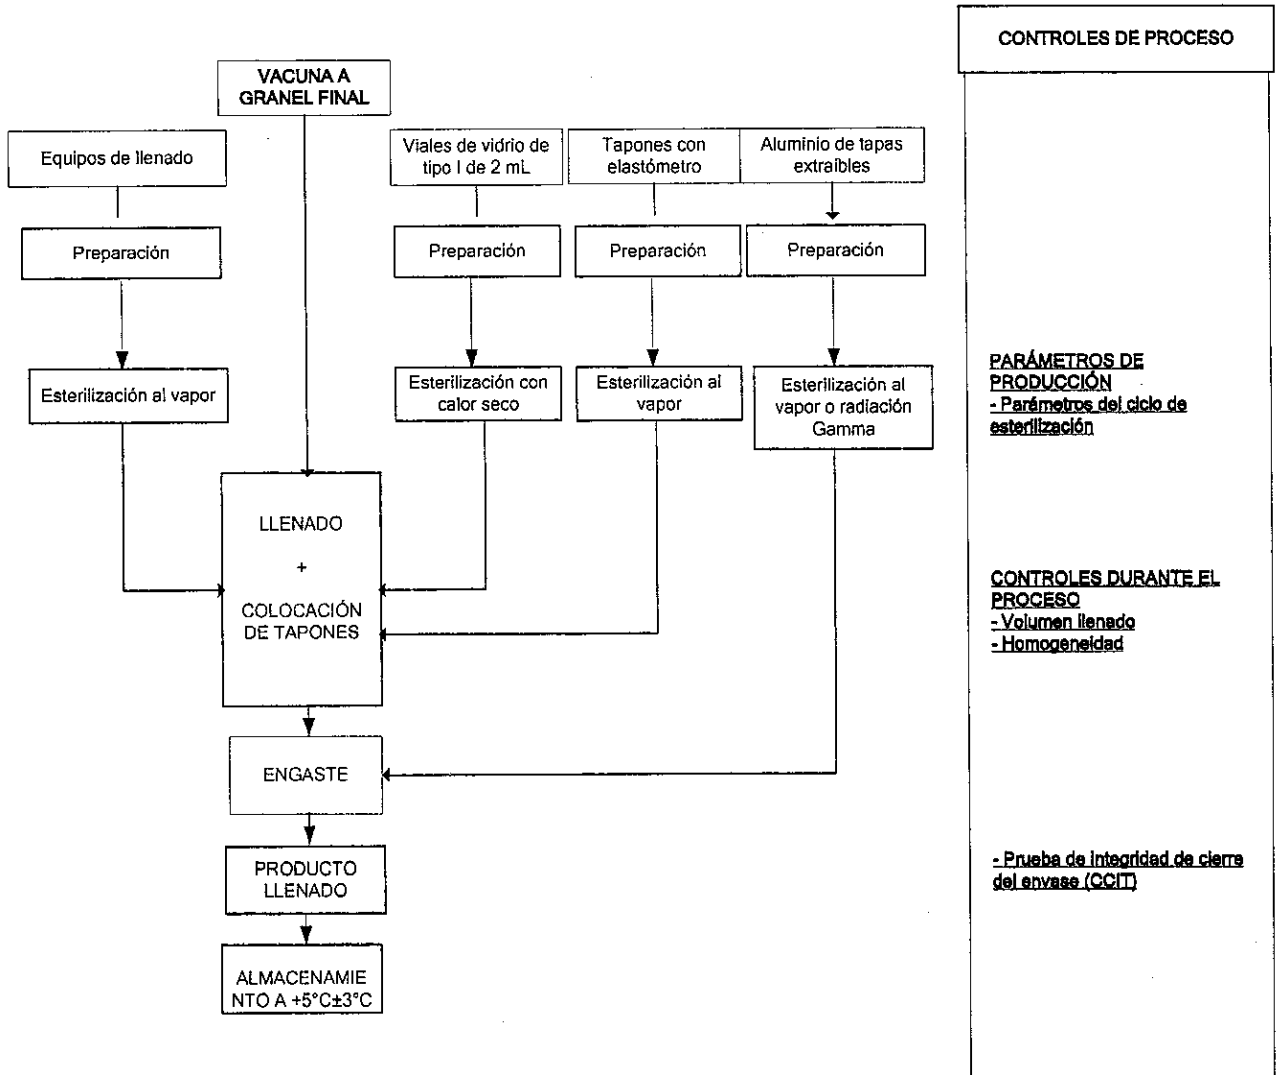 CONTROLES DE PROCESO
VACUNA A
GRANEL FINAL
Equipos de llenado
Viales de vidrio de
tipo I de 2 mL
Tapones con
elastómetro
Aluminio de tapas
extraíbles
Preparación
Preparación
Preparación
Preparación
Esterilización al vapor
Esterilización con
calor seco
Esterilización al
vapor
Esterilización al
vapor o radiación
Gamma
PARÁMETROS DE
PRODUCCIÓN
- Parámetros del ciclo de
esterilización
LLENADO
+
COLOCACIÓN
DE TAPONES
CONTROLES DURANTE EL
PROCESO
- Volumen llenado
- Homogeneidad
ENGASTE
PRODUCTO
LLENADO
- Prueba de integridad de cierre
del envase (CCIT)
ALMACENAMIE
NTO A +5°C±3°C